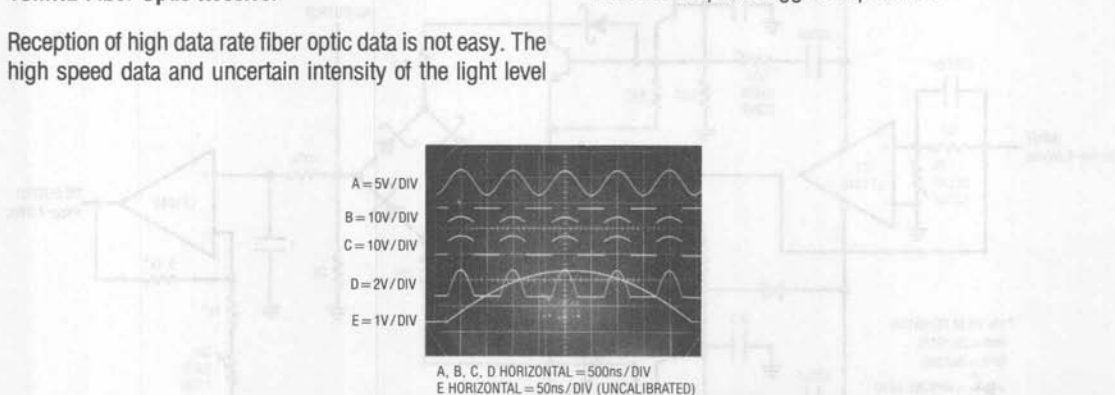 Reception of high data rate fiber optic data is not easy. The
high speed data and uncertain intensity of the light level
A = 5V/DIV
B = 10V/DIV
C = 10V/DIV
D = 2V/DIV
E = 1V/DIV
A, B, C, D HORIZONTAL = 500ns/DIV
E HORIZONTAL = 50ns/DIV (UNCALIBRATED)